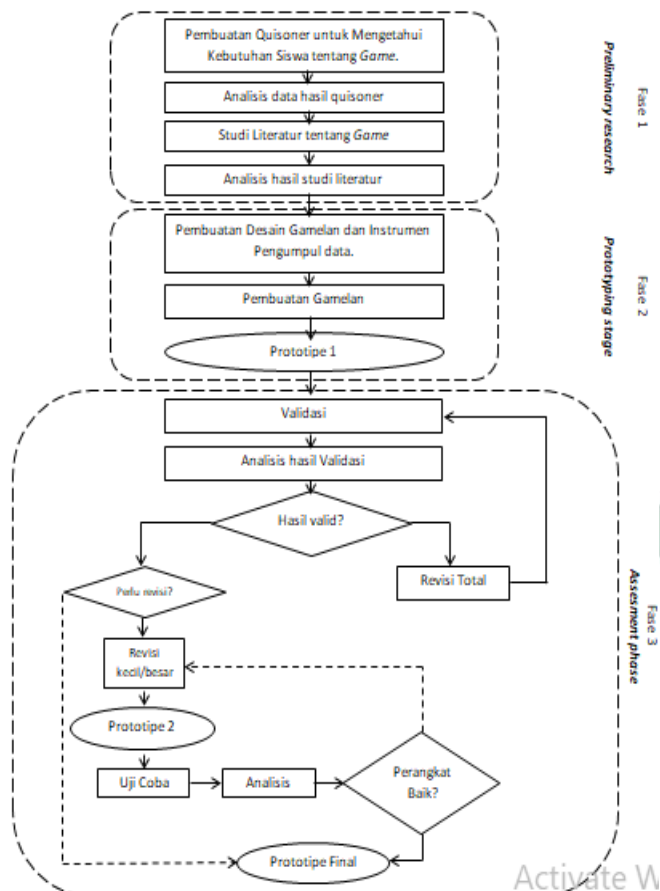 Pembuatan Quisoner untuk Mengetahui
Kebutuhan Siswa tentang Game.
Analisis data hasil quisoner
Studi Literatur tentang Game
Analisis hasil studi literatur
Fase 1
Preliminary research
Pembuatan Desain Gamelan dan Instrumen
Pengumpul data.
Pembuatan Gamelan
Prototipe 1
Fase 2
Prototyping stage
Validasi
Analisis hasil Validasi
Hasil valid?
Revisi Total
Perlu revisi?
Revisi
kecil/besar
Prototipe 2
Uji Coba
Analisis
Perangkat
Baik?
Prototipe Final
Fase 3
Assesment phase
Activate W